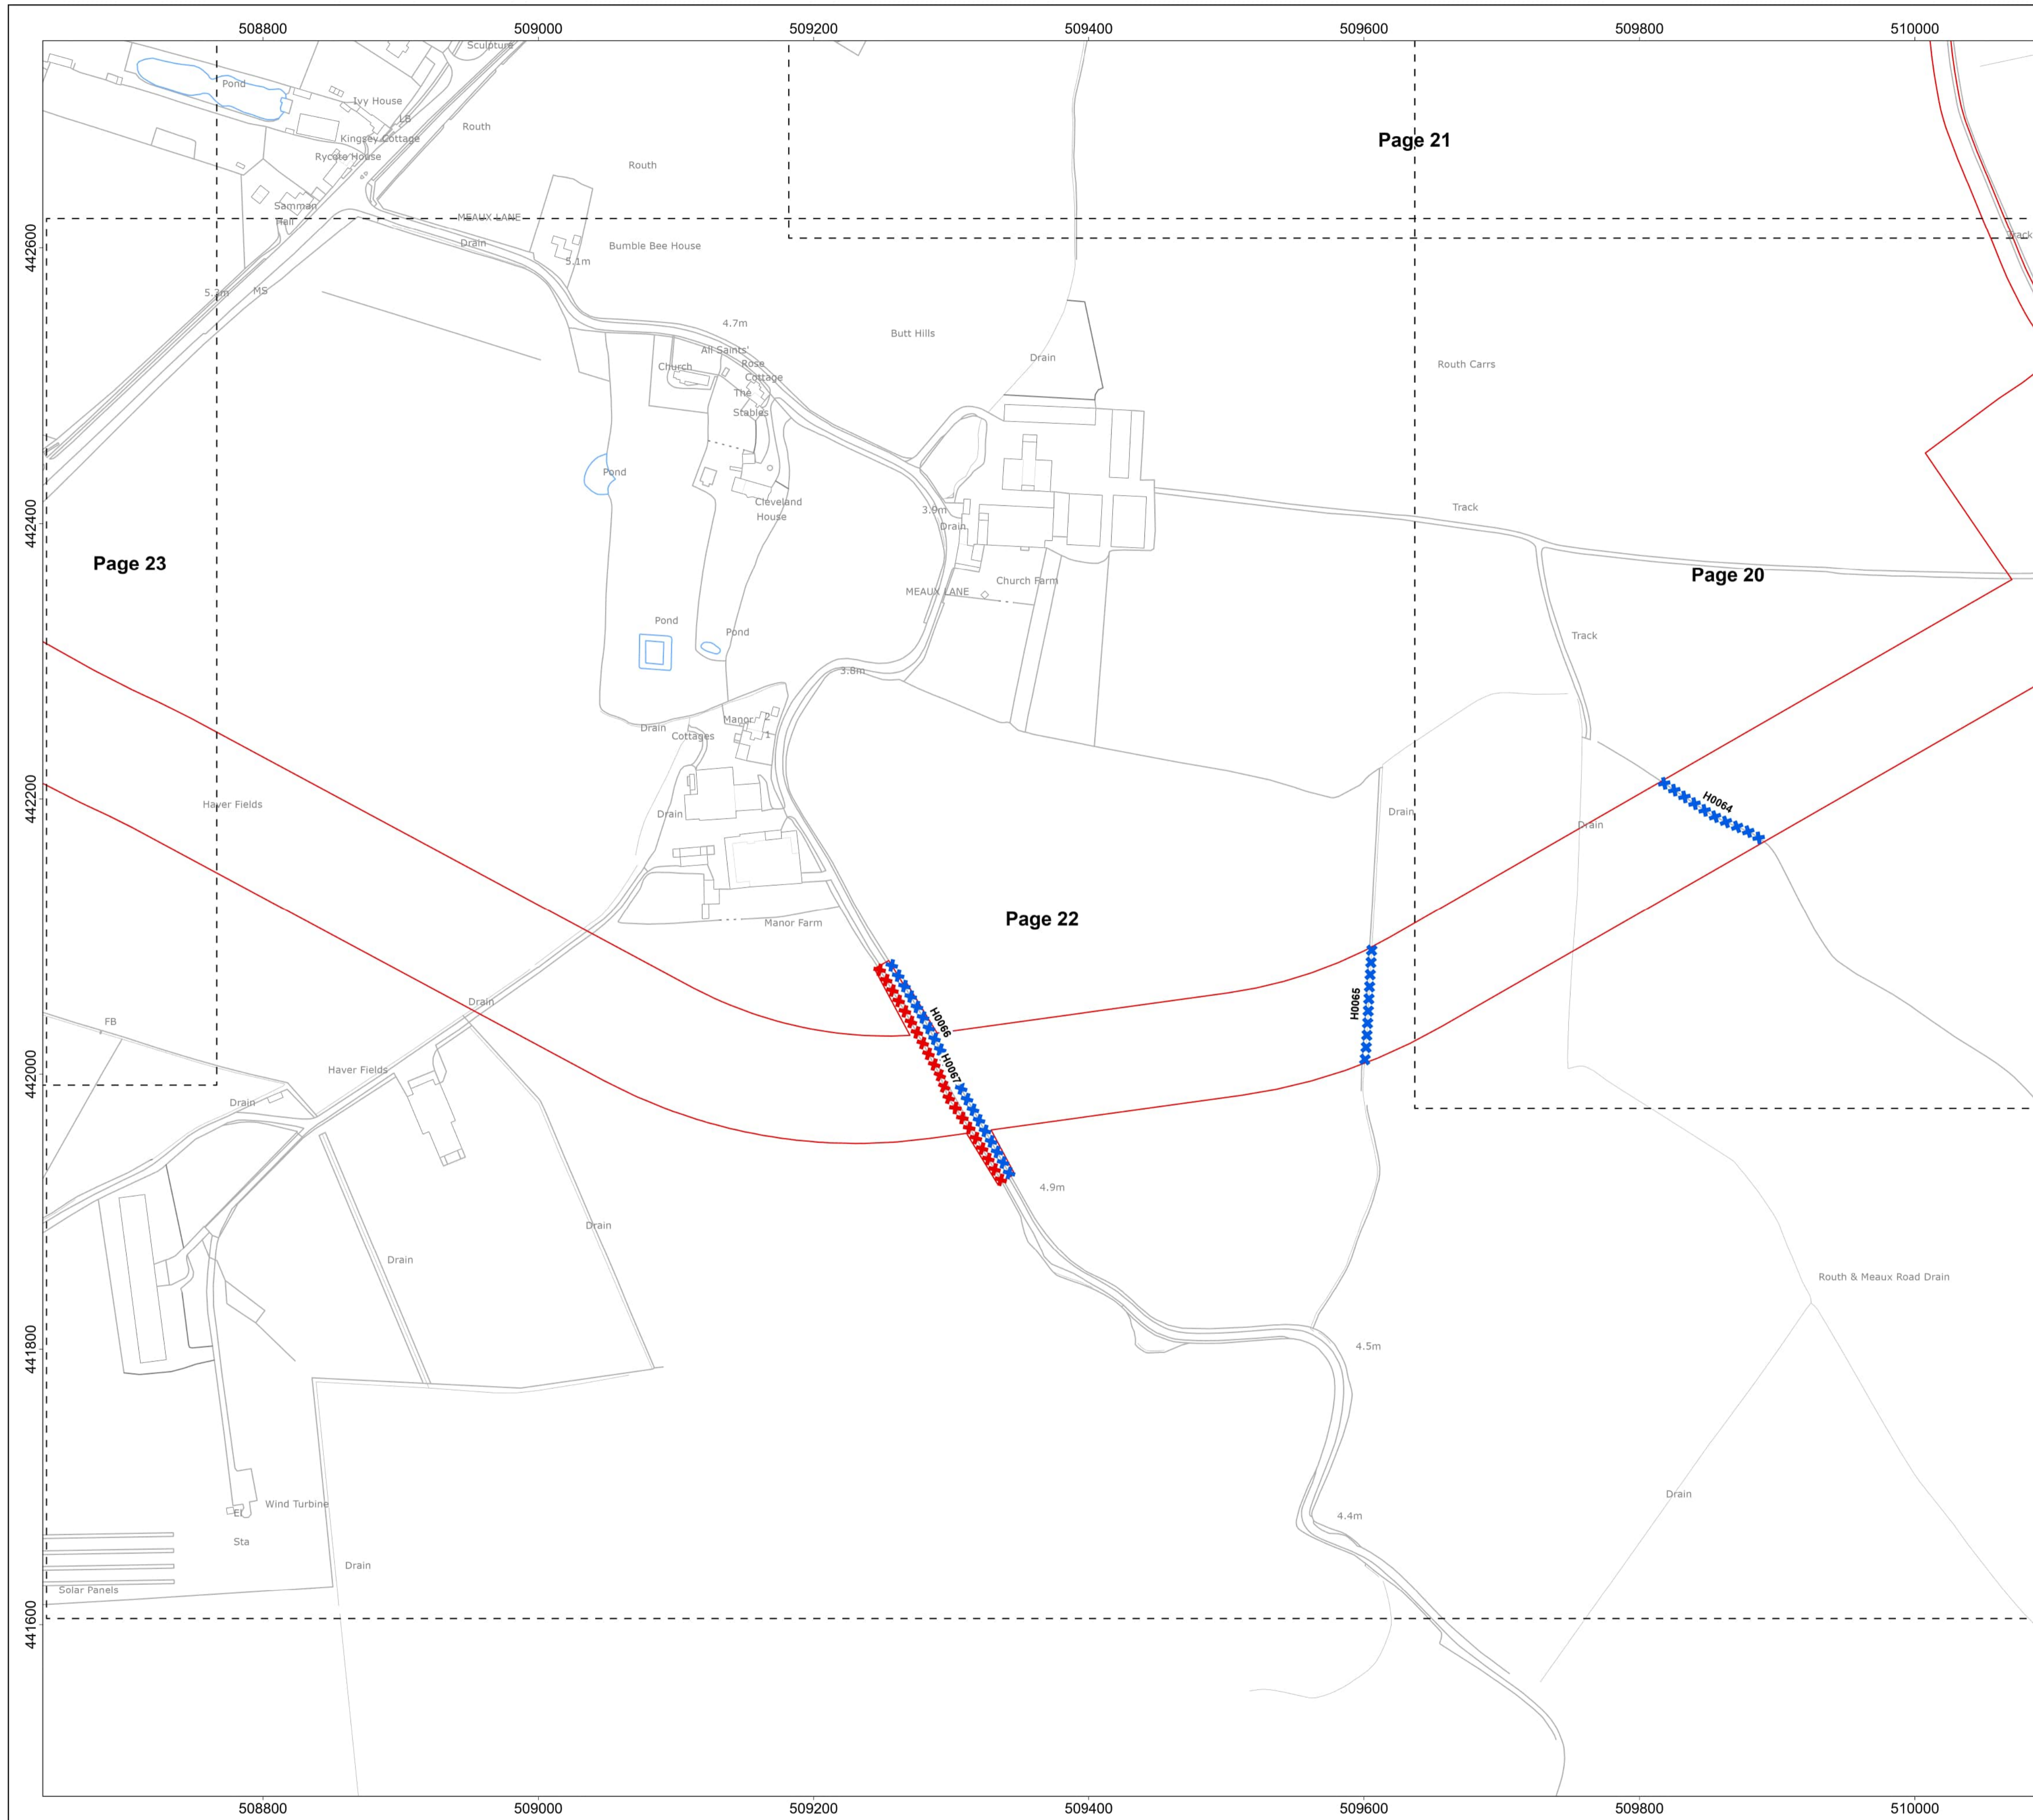 508800 509000 509200 509400 509600 509800 510000
Sculpture
Pond
Ivy House
LB
Routh
Kingsey Cottage
Page 21
Rycote House
Routh
Samman
Hall
MEAUX LANE
Drain
Bumble Bee House
5.1m
Track
442600
MS
4.7m
Butt Hills
All Saints'
Drain
Rose
Routh Carrs
Church
Cottage
The
Stables
Pond
Cleveland
House
3.9m
Track
Drain
442400
Page 23
Page 20
Church Farm
MEAUX LANE
Pond
Pond
Track
3.8m
Manor
2
Drain
Cottages
1
442200
Haver Fields
H0064
Drain
Drain
Drain
Page 22
Manor Farm
Drain
H0065
FB
H0066
442000
Haver Fields
H0067
Drain
4.9m
Drain
Drain
Routh & Meaux Road Drain
441800
4.5m
Drain
Wind Turbine
El
4.4m
Sta
Drain
Solar Panels
441600
508800 509000 509200 509400 509600 509800 510000